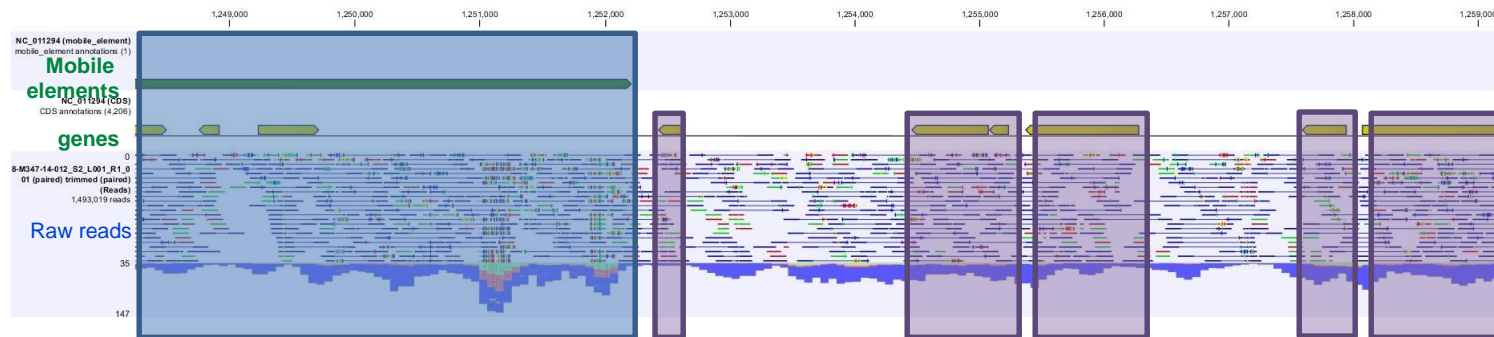 1,249,000 1,250,000 1,251,000 1,252,000 1,253,000 1,254,000 1,255,000 1,256,000 1,257,000 1,258,000 1,259,000
NC_011294 (mobile_element)
mobile_element annotations (1)
Mobile
elements
NC_011294 (CDS)
CDS annotations (4,206)
genes
0
8-M347-14-012_S2_L001_R1_0
01 (paired) trimmed (paired)
(Reads)
1,493,019 reads
Raw reads
35
147